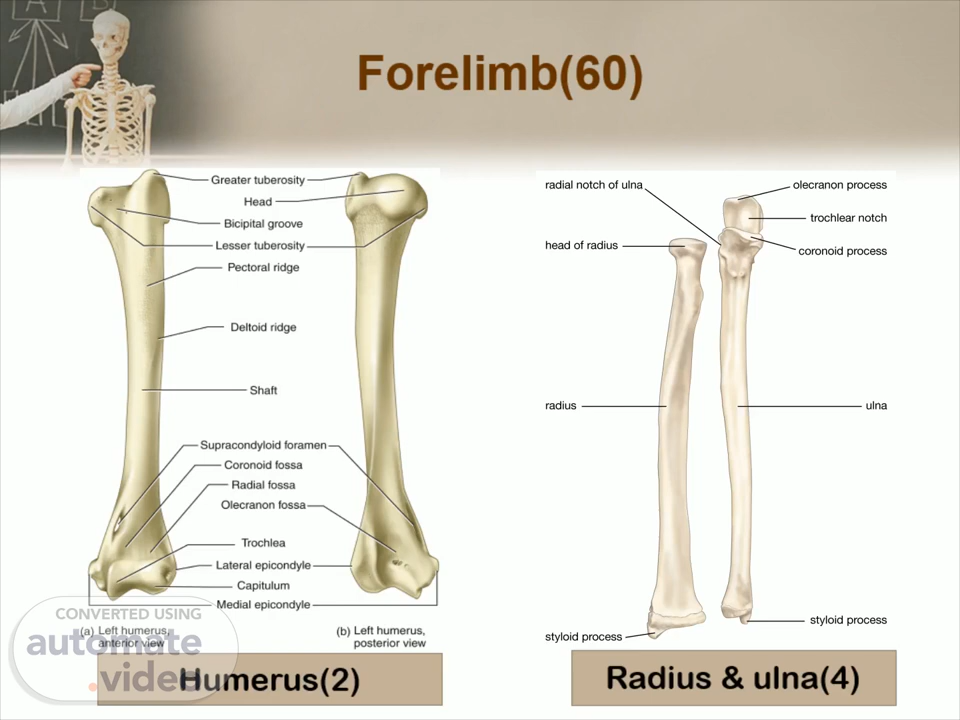 Forelimb(60)
Greater tuberosity
Head
Bicipital groove
Lesser tuberosity
Pectoral ridge
Deltoid ridge
Shaft
Supracondyloid foramen
Coronoid fossa
Radial fossa
Olecranon fossa
Trochlea
Lateral epicondyle
Capitulum
Medial epicondyle
(a) Left humerus,
anterior view
(b) Left humerus,
posterior view
Humerus(2)
radial notch of ulna
olecranon process
trochlear notch
head of radius
coronoid process
radius
ulna
styloid process
styloid process
Radius & ulna(4)
CONVERTED USING
automate
.video